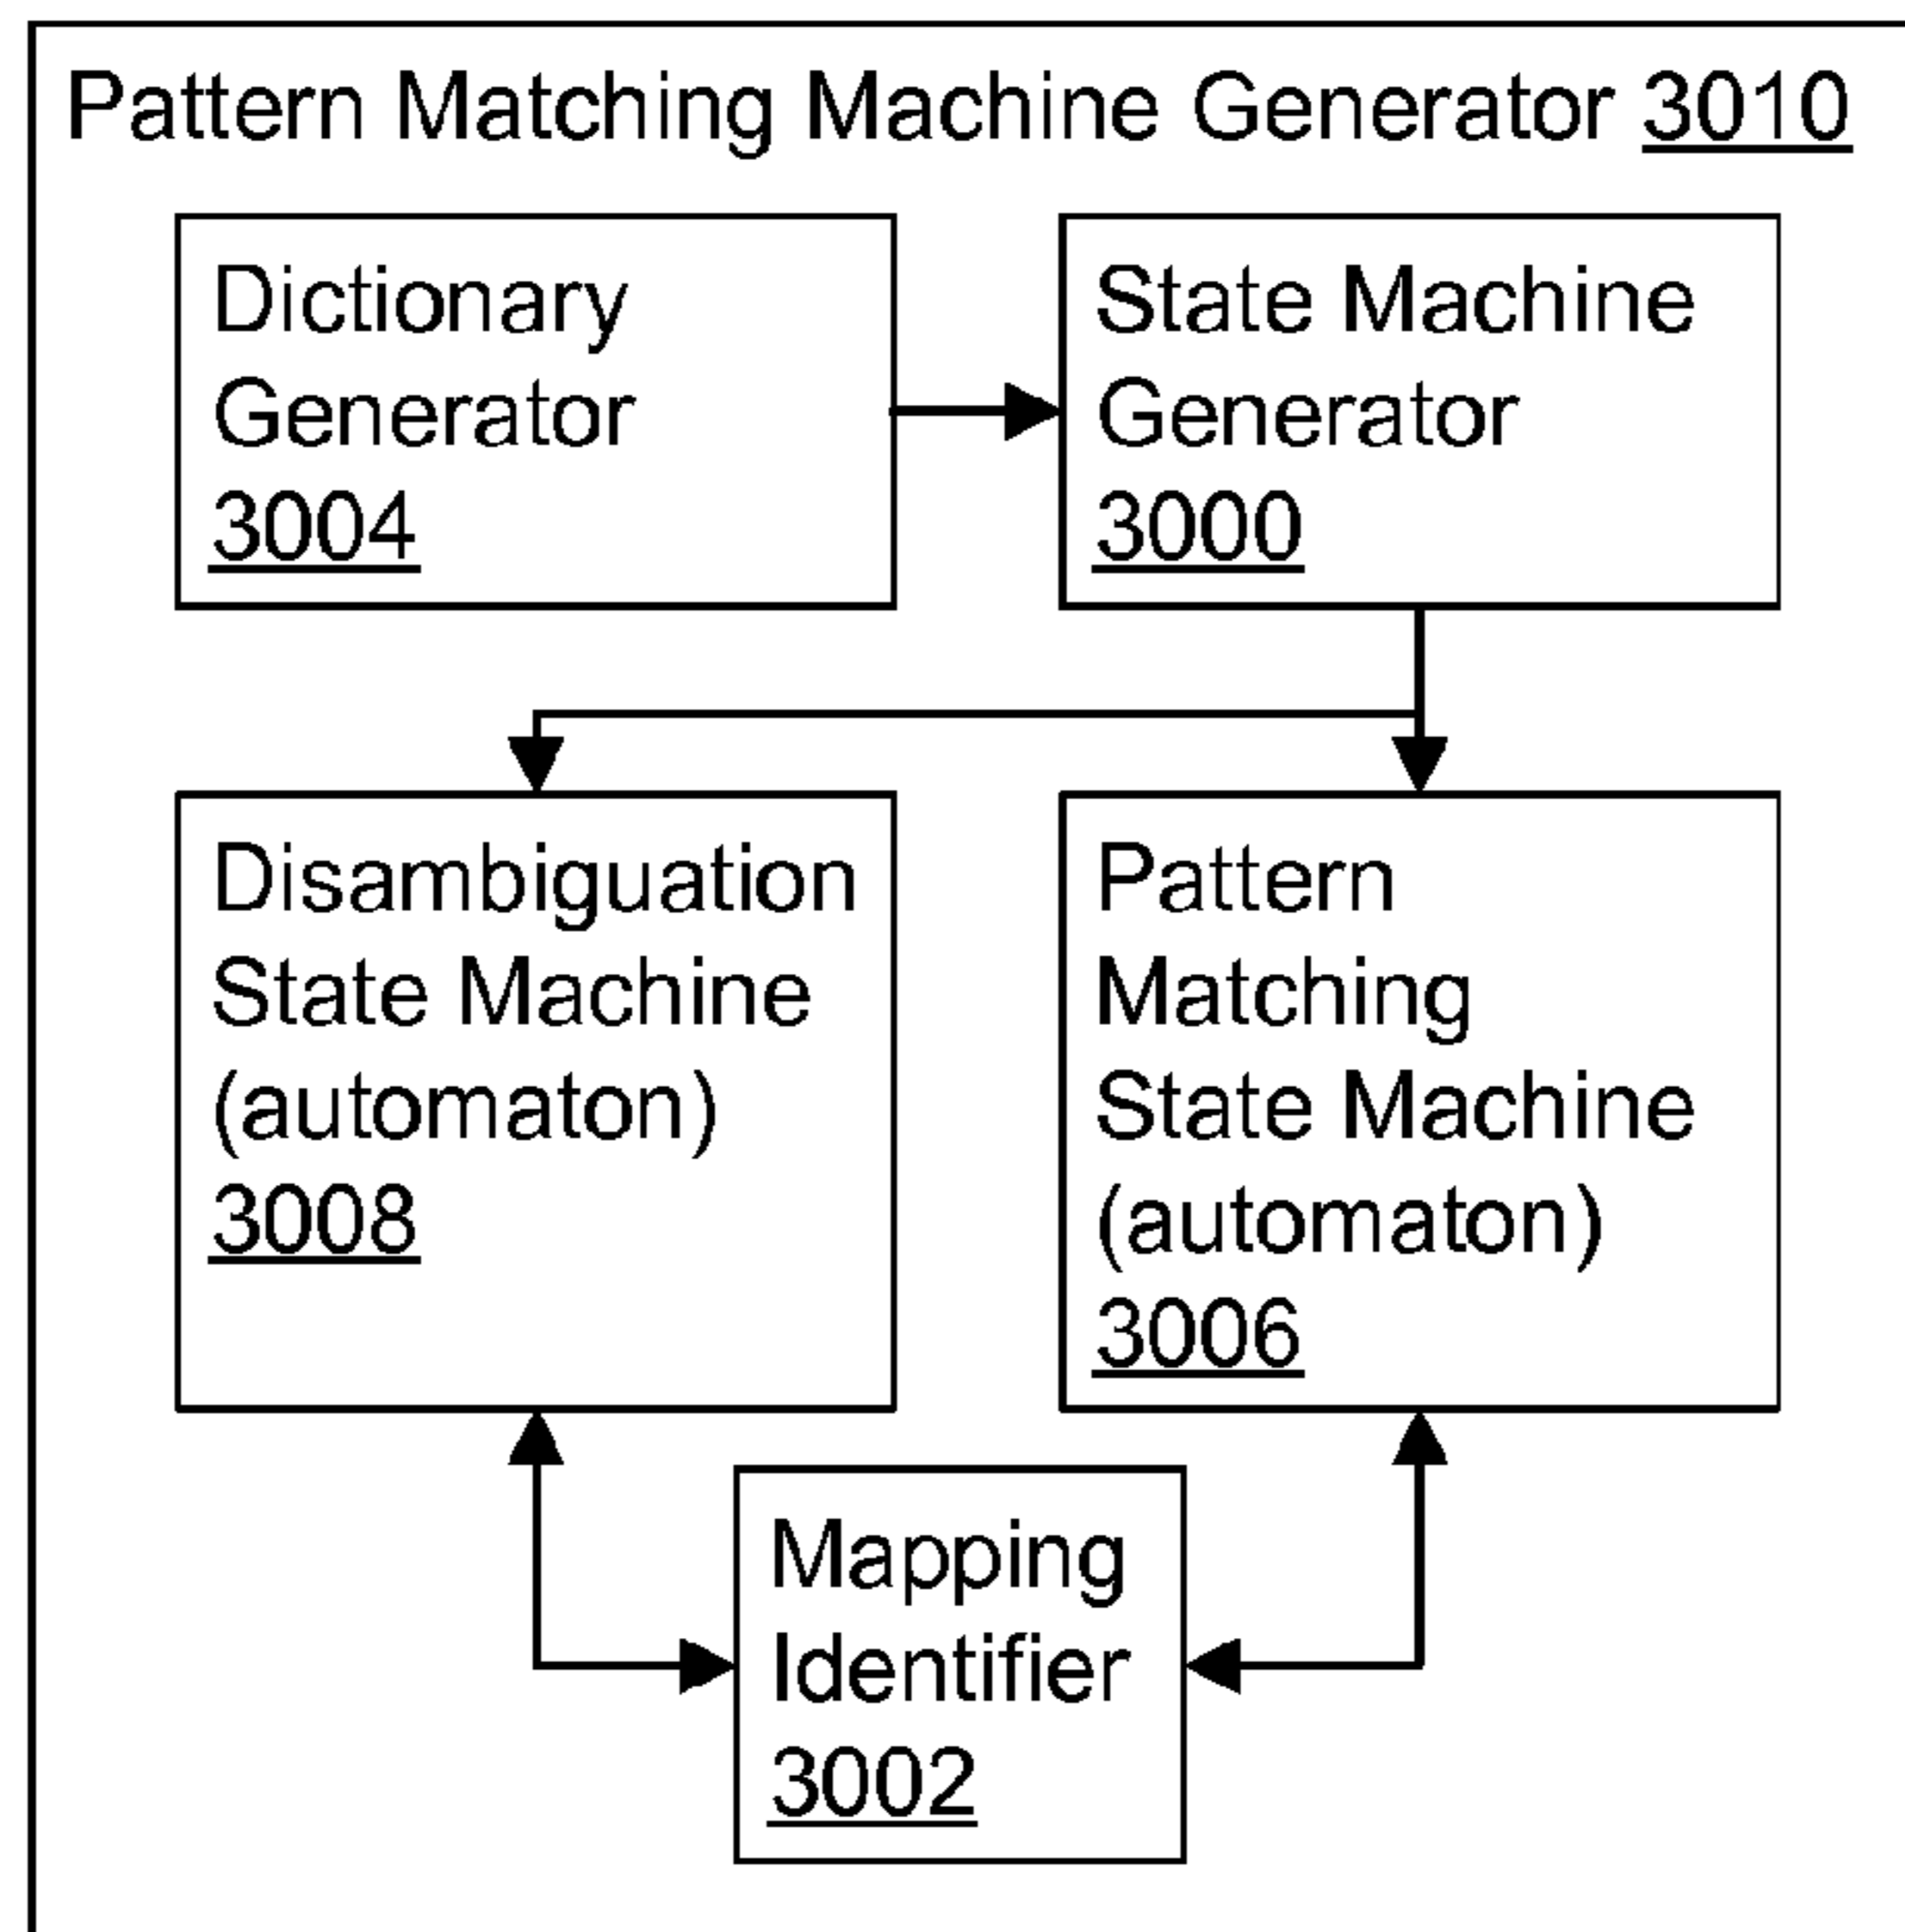 Pattern Matching Machine Generator 3010
Dictionary
Generator
3004
State Machine
Generator
3000
Disambiguation
State Machine
(automaton)
3008
Pattern
Matching
State Machine
(automaton)
3006
Mapping
Identifier
3002